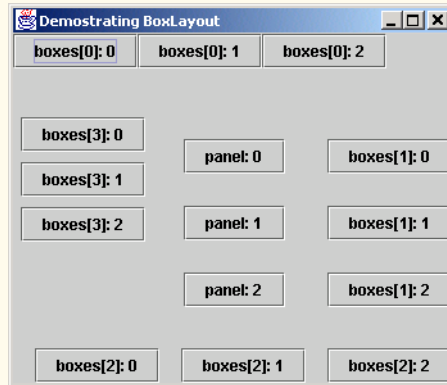 Demostrating BoxLayout
boxes[0]: 0 boxes[0]: 1 boxes[0]: 2
boxes[3]: 0
boxes[3]: 1
boxes[3]: 2
panel: 0
panel: 1
panel: 2
boxes[1]: 0
boxes[1]: 1
boxes[1]: 2
boxes[2]: 0 boxes[2]: 1 boxes[2]: 2